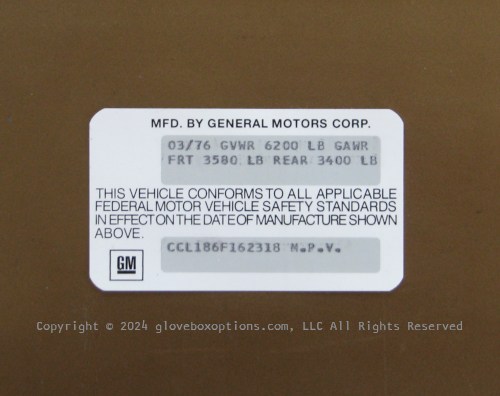 MFD. BY GENERAL MOTORS CORP.
03/76 GVWR 6200 LB GAWR
FRT 3580 LB REAR 3400 LB
THIS VEHICLE CONFORMS TO ALL APPLICABLE
FEDERAL MOTOR VEHICLE SAFETY STANDARDS
IN EFFECT ON THE DATE OF MANUFACTURE SHOWN
ABOVE.
CCL186F162318 M.P.V.
GM
Copyright © 2024 gloveboxoptions.com, LLC All Rights Reserved